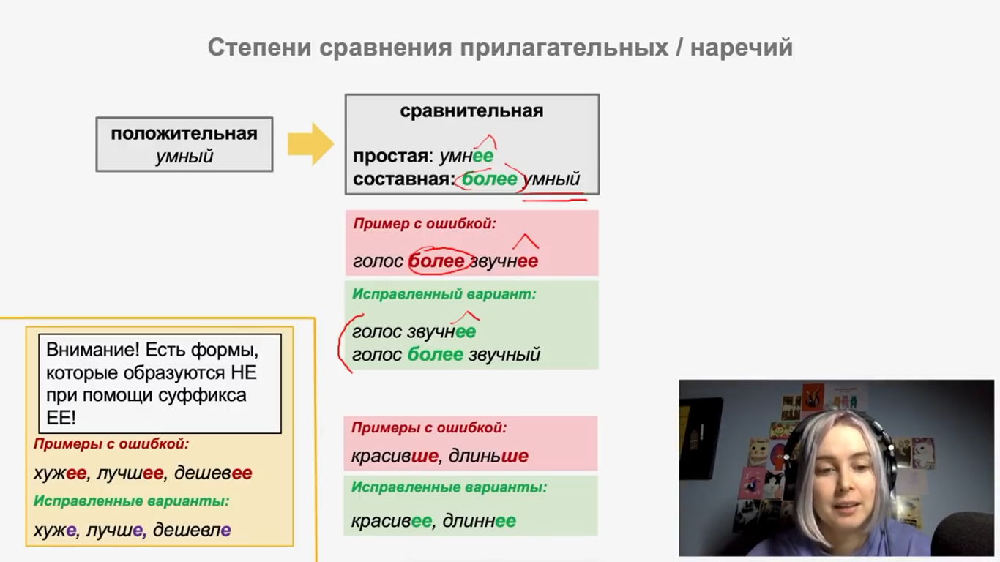 Степени сравнения прилагательных / наречий
положительная
умный
сравнительная
простая: умнее
составная: более умный
Пример с ошибкой:
голос более звучнее
Исправленный вариант:
голос звучнее
голос более звучный
Внимание! Есть формы,
которые образуются НЕ
при помощи суффикса
ЕЕ!
Примеры с ошибкой:
хужее, лучшее, дешевее
Исправленные варианты:
хуже, лучше, дешевле
Примеры с ошибкой:
красивше, длиньше
Исправленные варианты:
красивее, длиннее